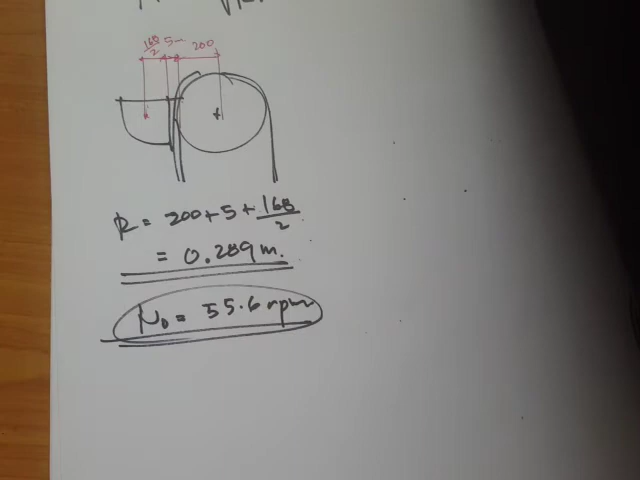 168/2 5 200
R = 200 + 5 + 168/2
= 0.289 m.
N₀ = 55.6 rpm